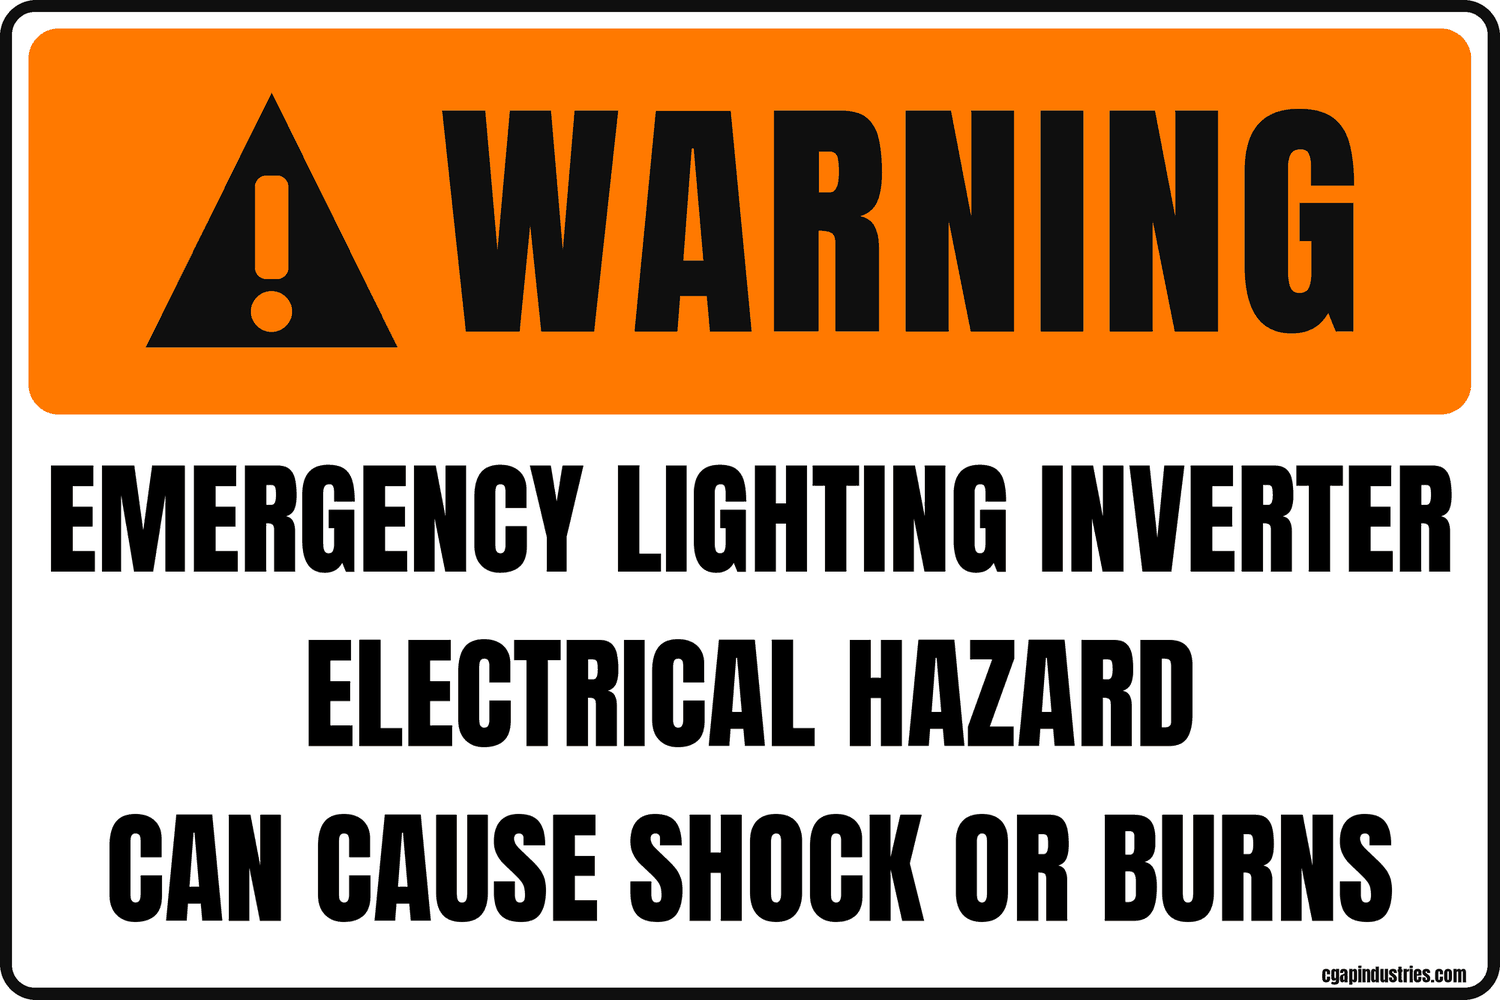 WARNING
EMERGENCY LIGHTING INVERTER
ELECTRICAL HAZARD
CAN CAUSE SHOCK OR BURNS
cgapindustries.com